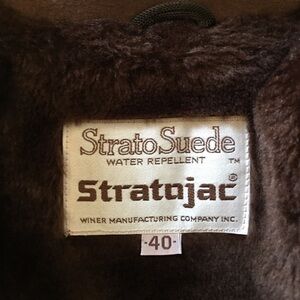 StratoSuede
WATER REPELLENT TM
Stratojac ®
WINER MANUFACTURING COMPANY INC.
-40-